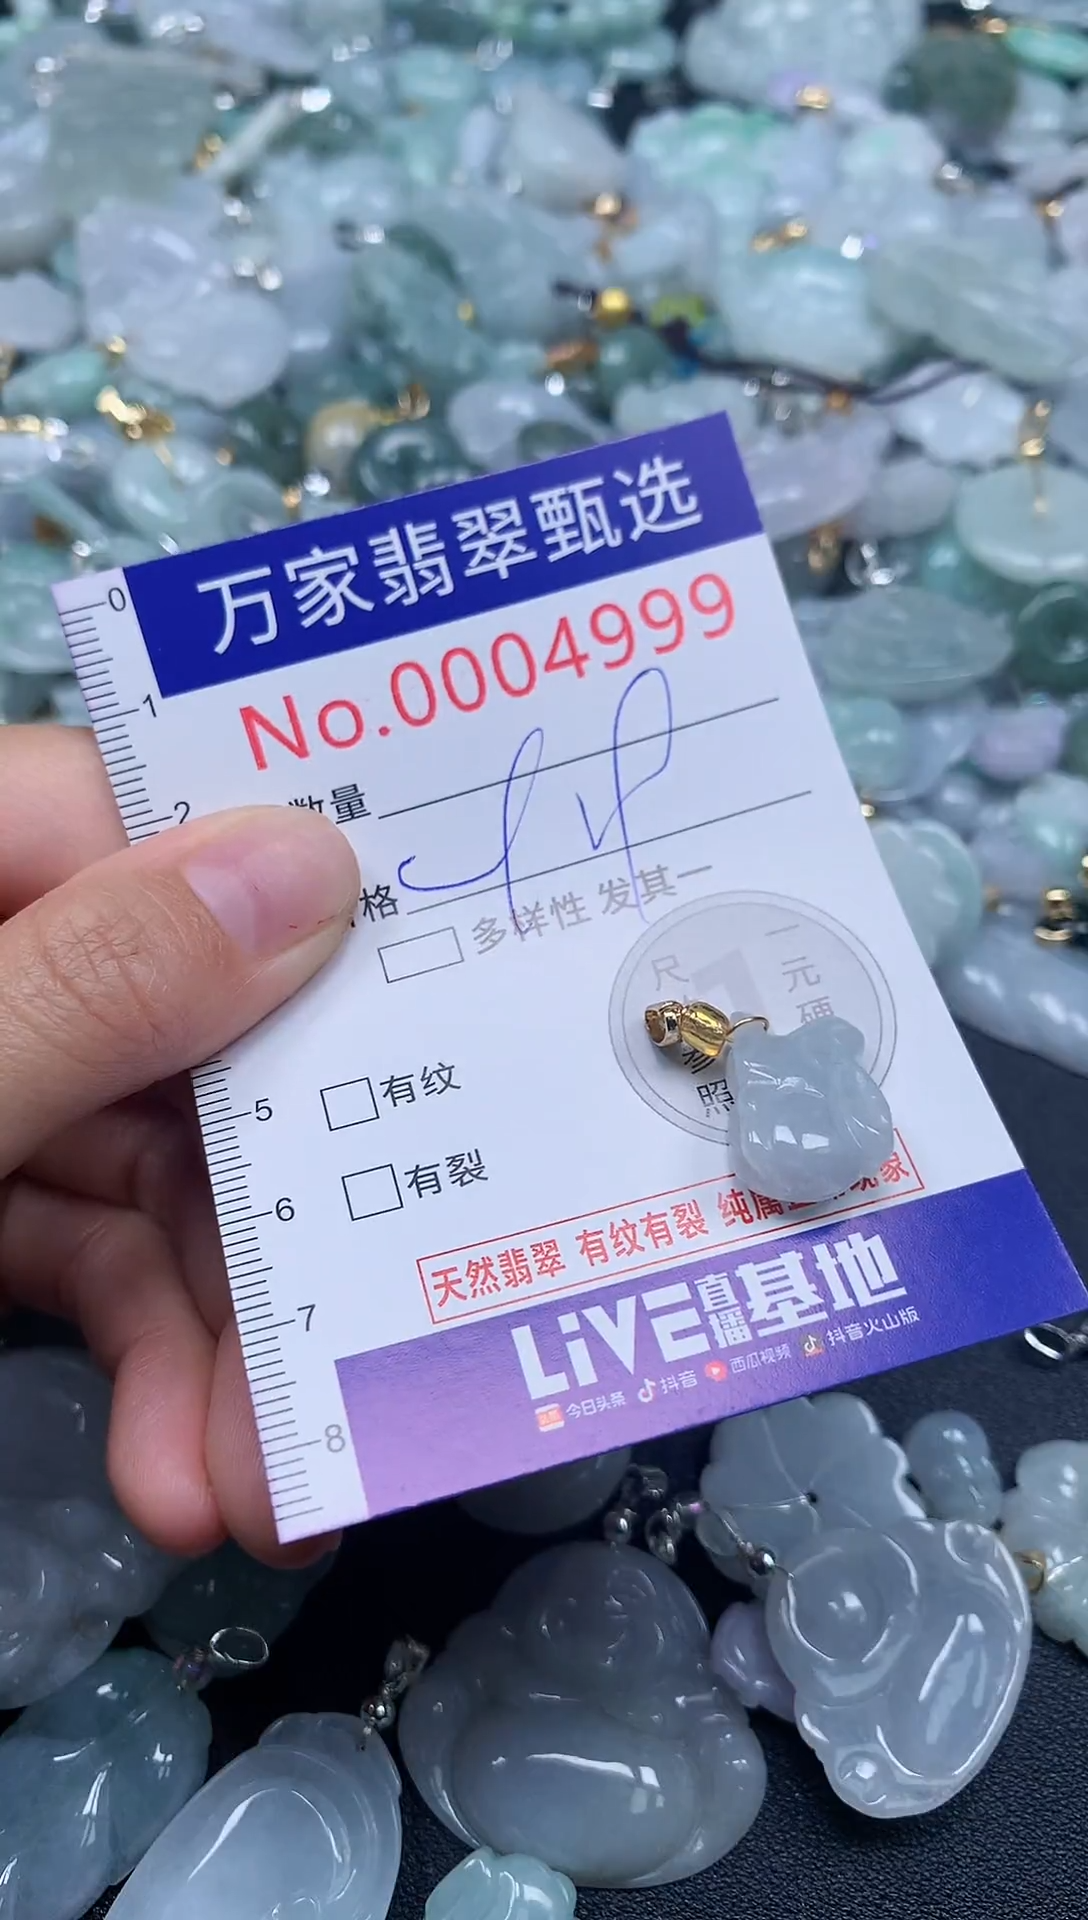 万家翡翠甄选
No.0004999
0
1
2
数量
格
多样性 发其一
尺 一元硬
参照
5
有纹
6
有裂
天然翡翠 有纹有裂 纯属
7
LiVE直播基地
今日头条 抖音 西瓜视频 抖音火山版
8